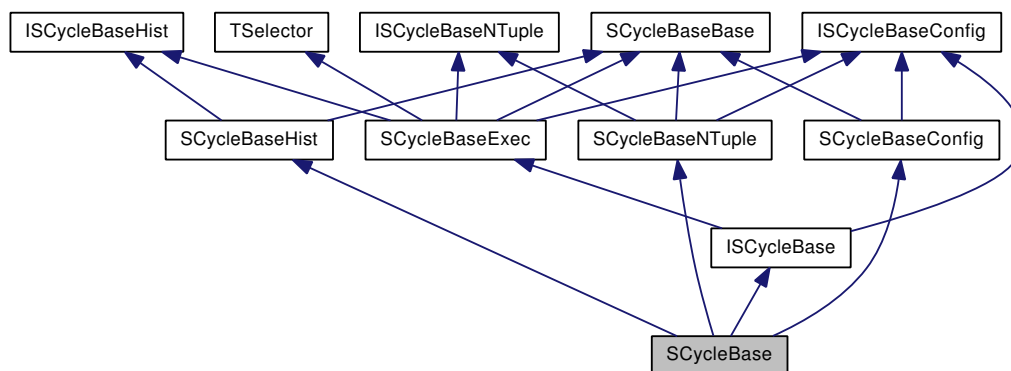 ISCycleBaseHist
TSelector
ISCycleBaseNTuple
SCycleBaseBase
ISCycleBaseConfig
SCycleBaseHist
SCycleBaseExec
SCycleBaseNTuple
SCycleBaseConfig
ISCycleBase
SCycleBase